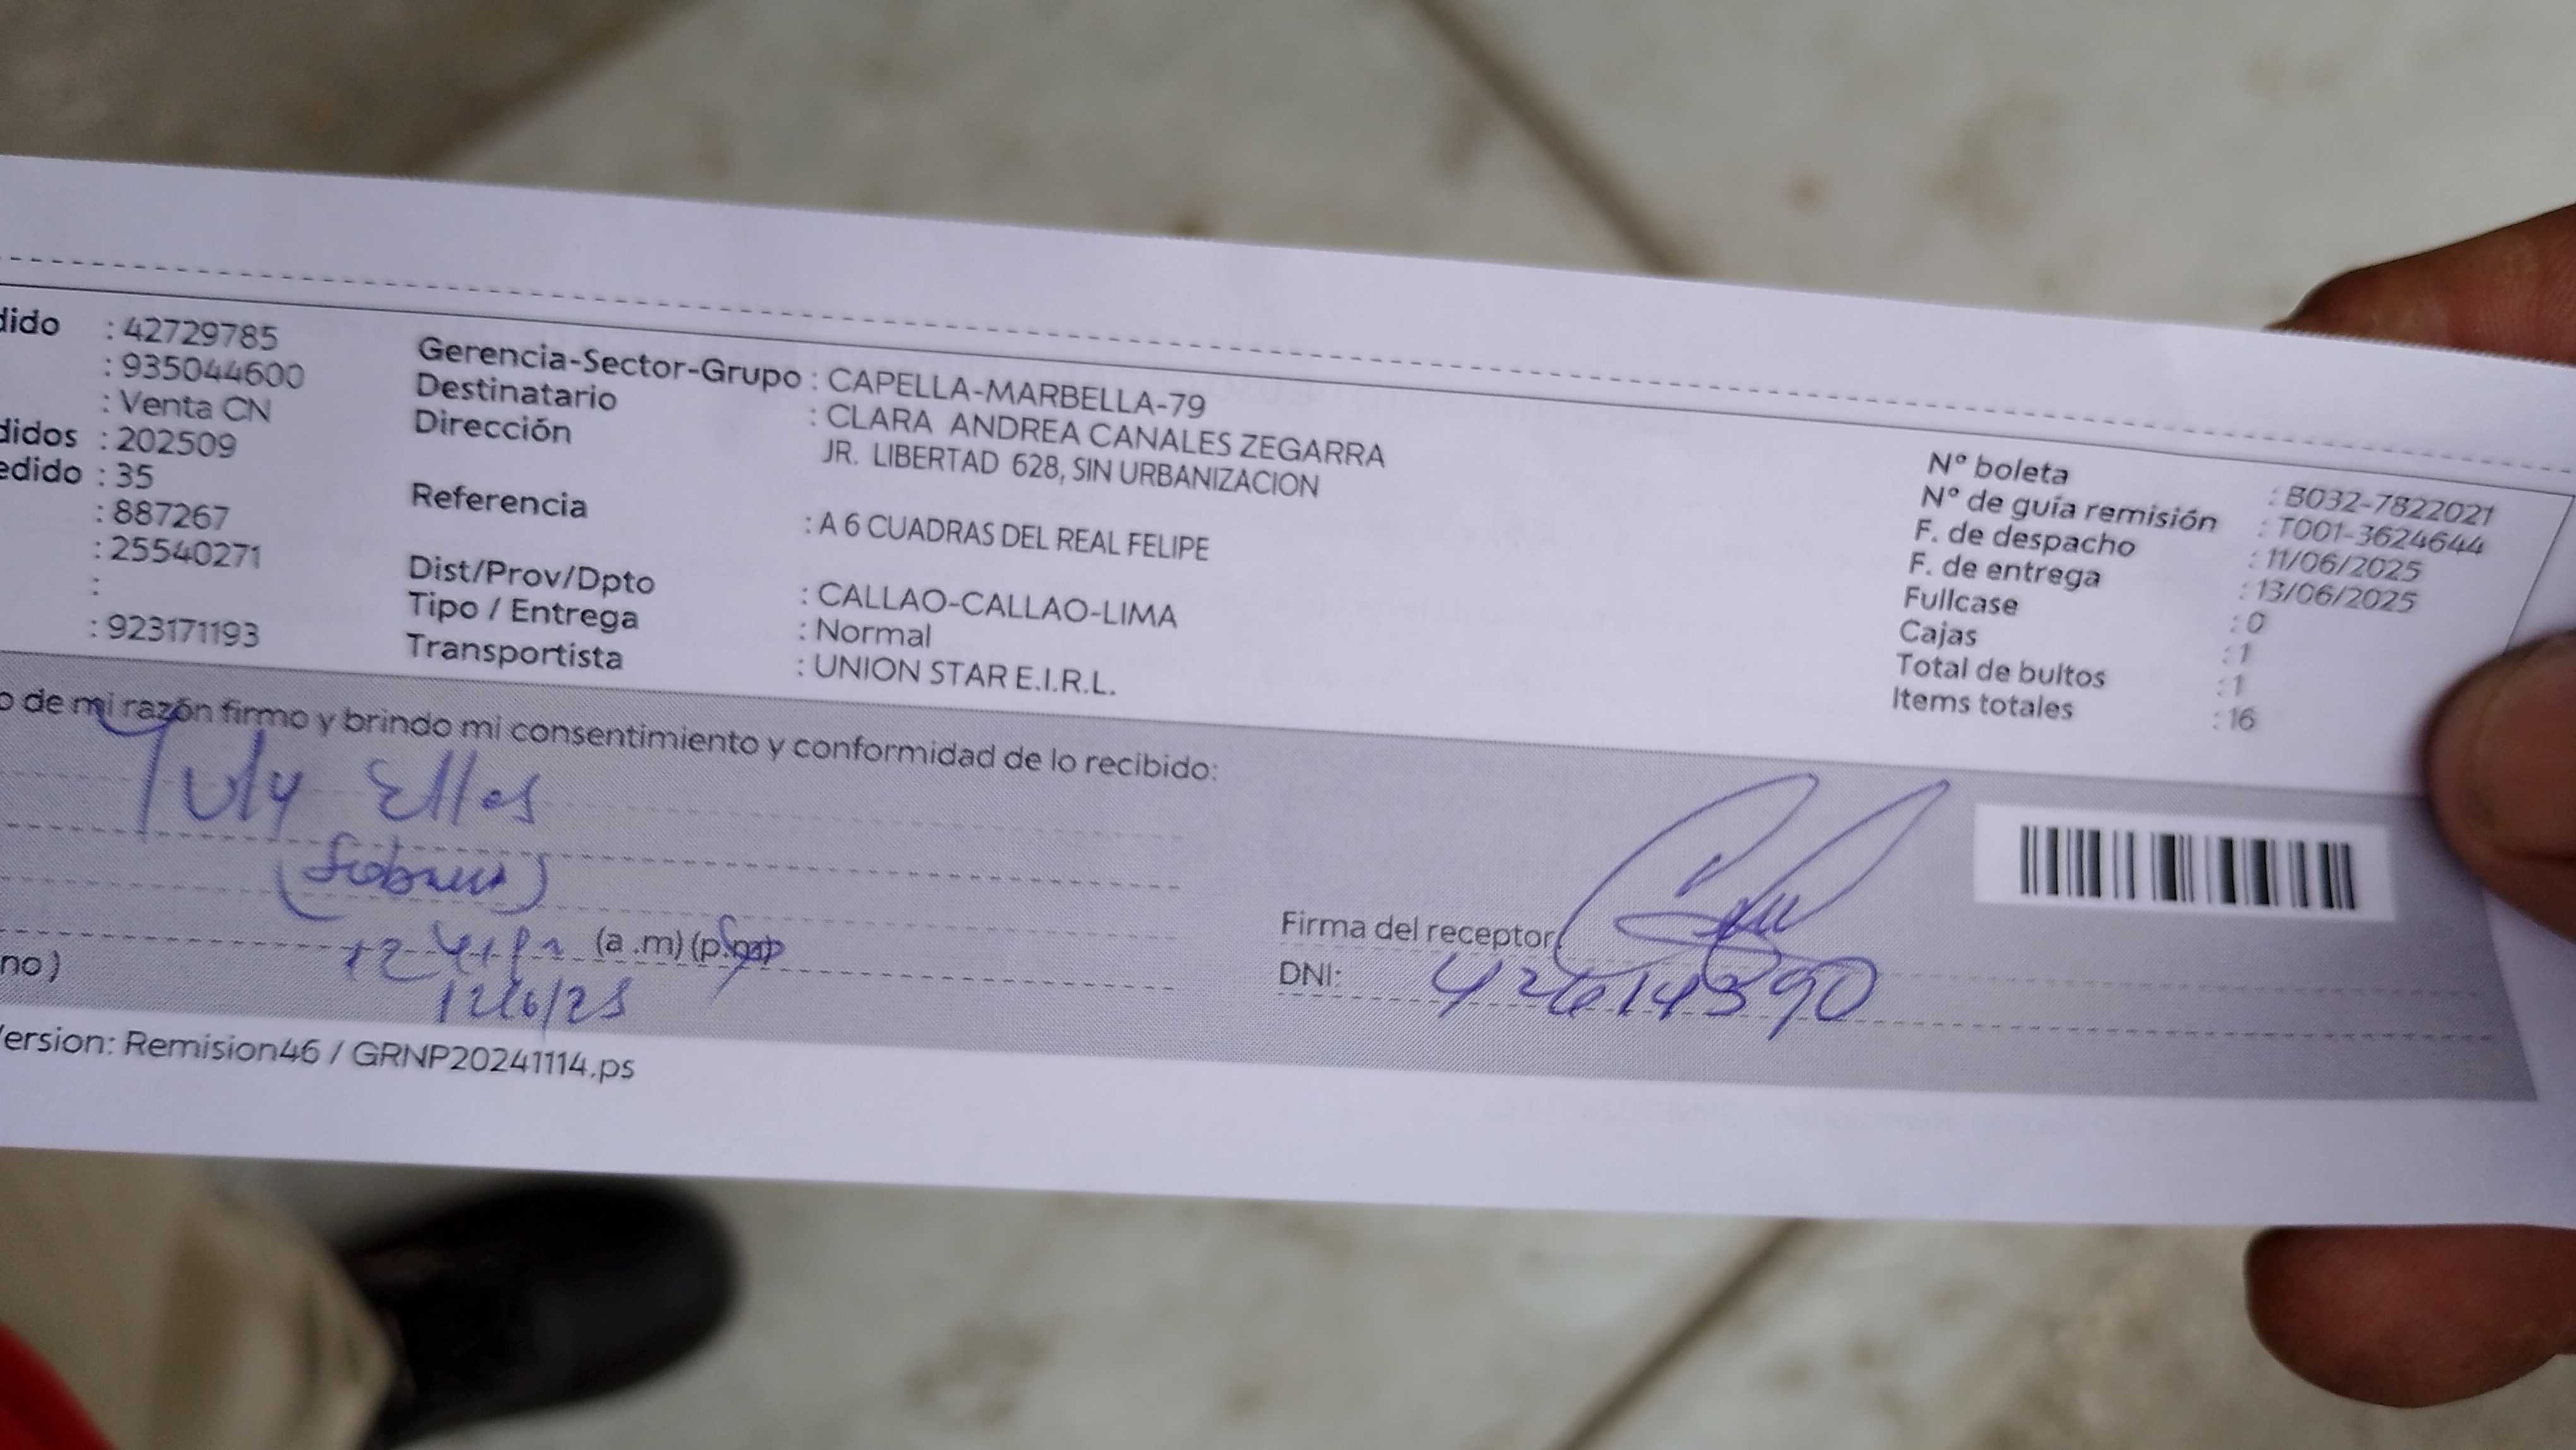 dido : 42729785
: 935044600
: Venta CN
didos : 202509
edido : 35
: 887267
: 25540271
:
: 923171193
Gerencia-Sector-Grupo : CAPELLA-MARBELLA-79
Destinatario : CLARA ANDREA CANALES ZEGARRA
Dirección JR. LIBERTAD 628, SIN URBANIZACION
Referencia : A 6 CUADRAS DEL REAL FELIPE
Dist/Prov/Dpto : CALLAO-CALLAO-LIMA
Tipo / Entrega : Normal
Transportista : UNION STAR E.I.R.L.
N° boleta : B032-7822021
N° de guía remisión : T001-3624644
F. de despacho : 11/06/2025
F. de entrega : 13/06/2025
Fullcase : 0
Cajas : 1
Total de bultos : 1
Items totales : 16
o de mi razón firmo y brindo mi consentimiento y conformidad de lo recibido:
(a .m) (p.m)
no )
12/6/25
Firma del receptor
DNI:
ersion: Remision46 / GRNP20241114.ps